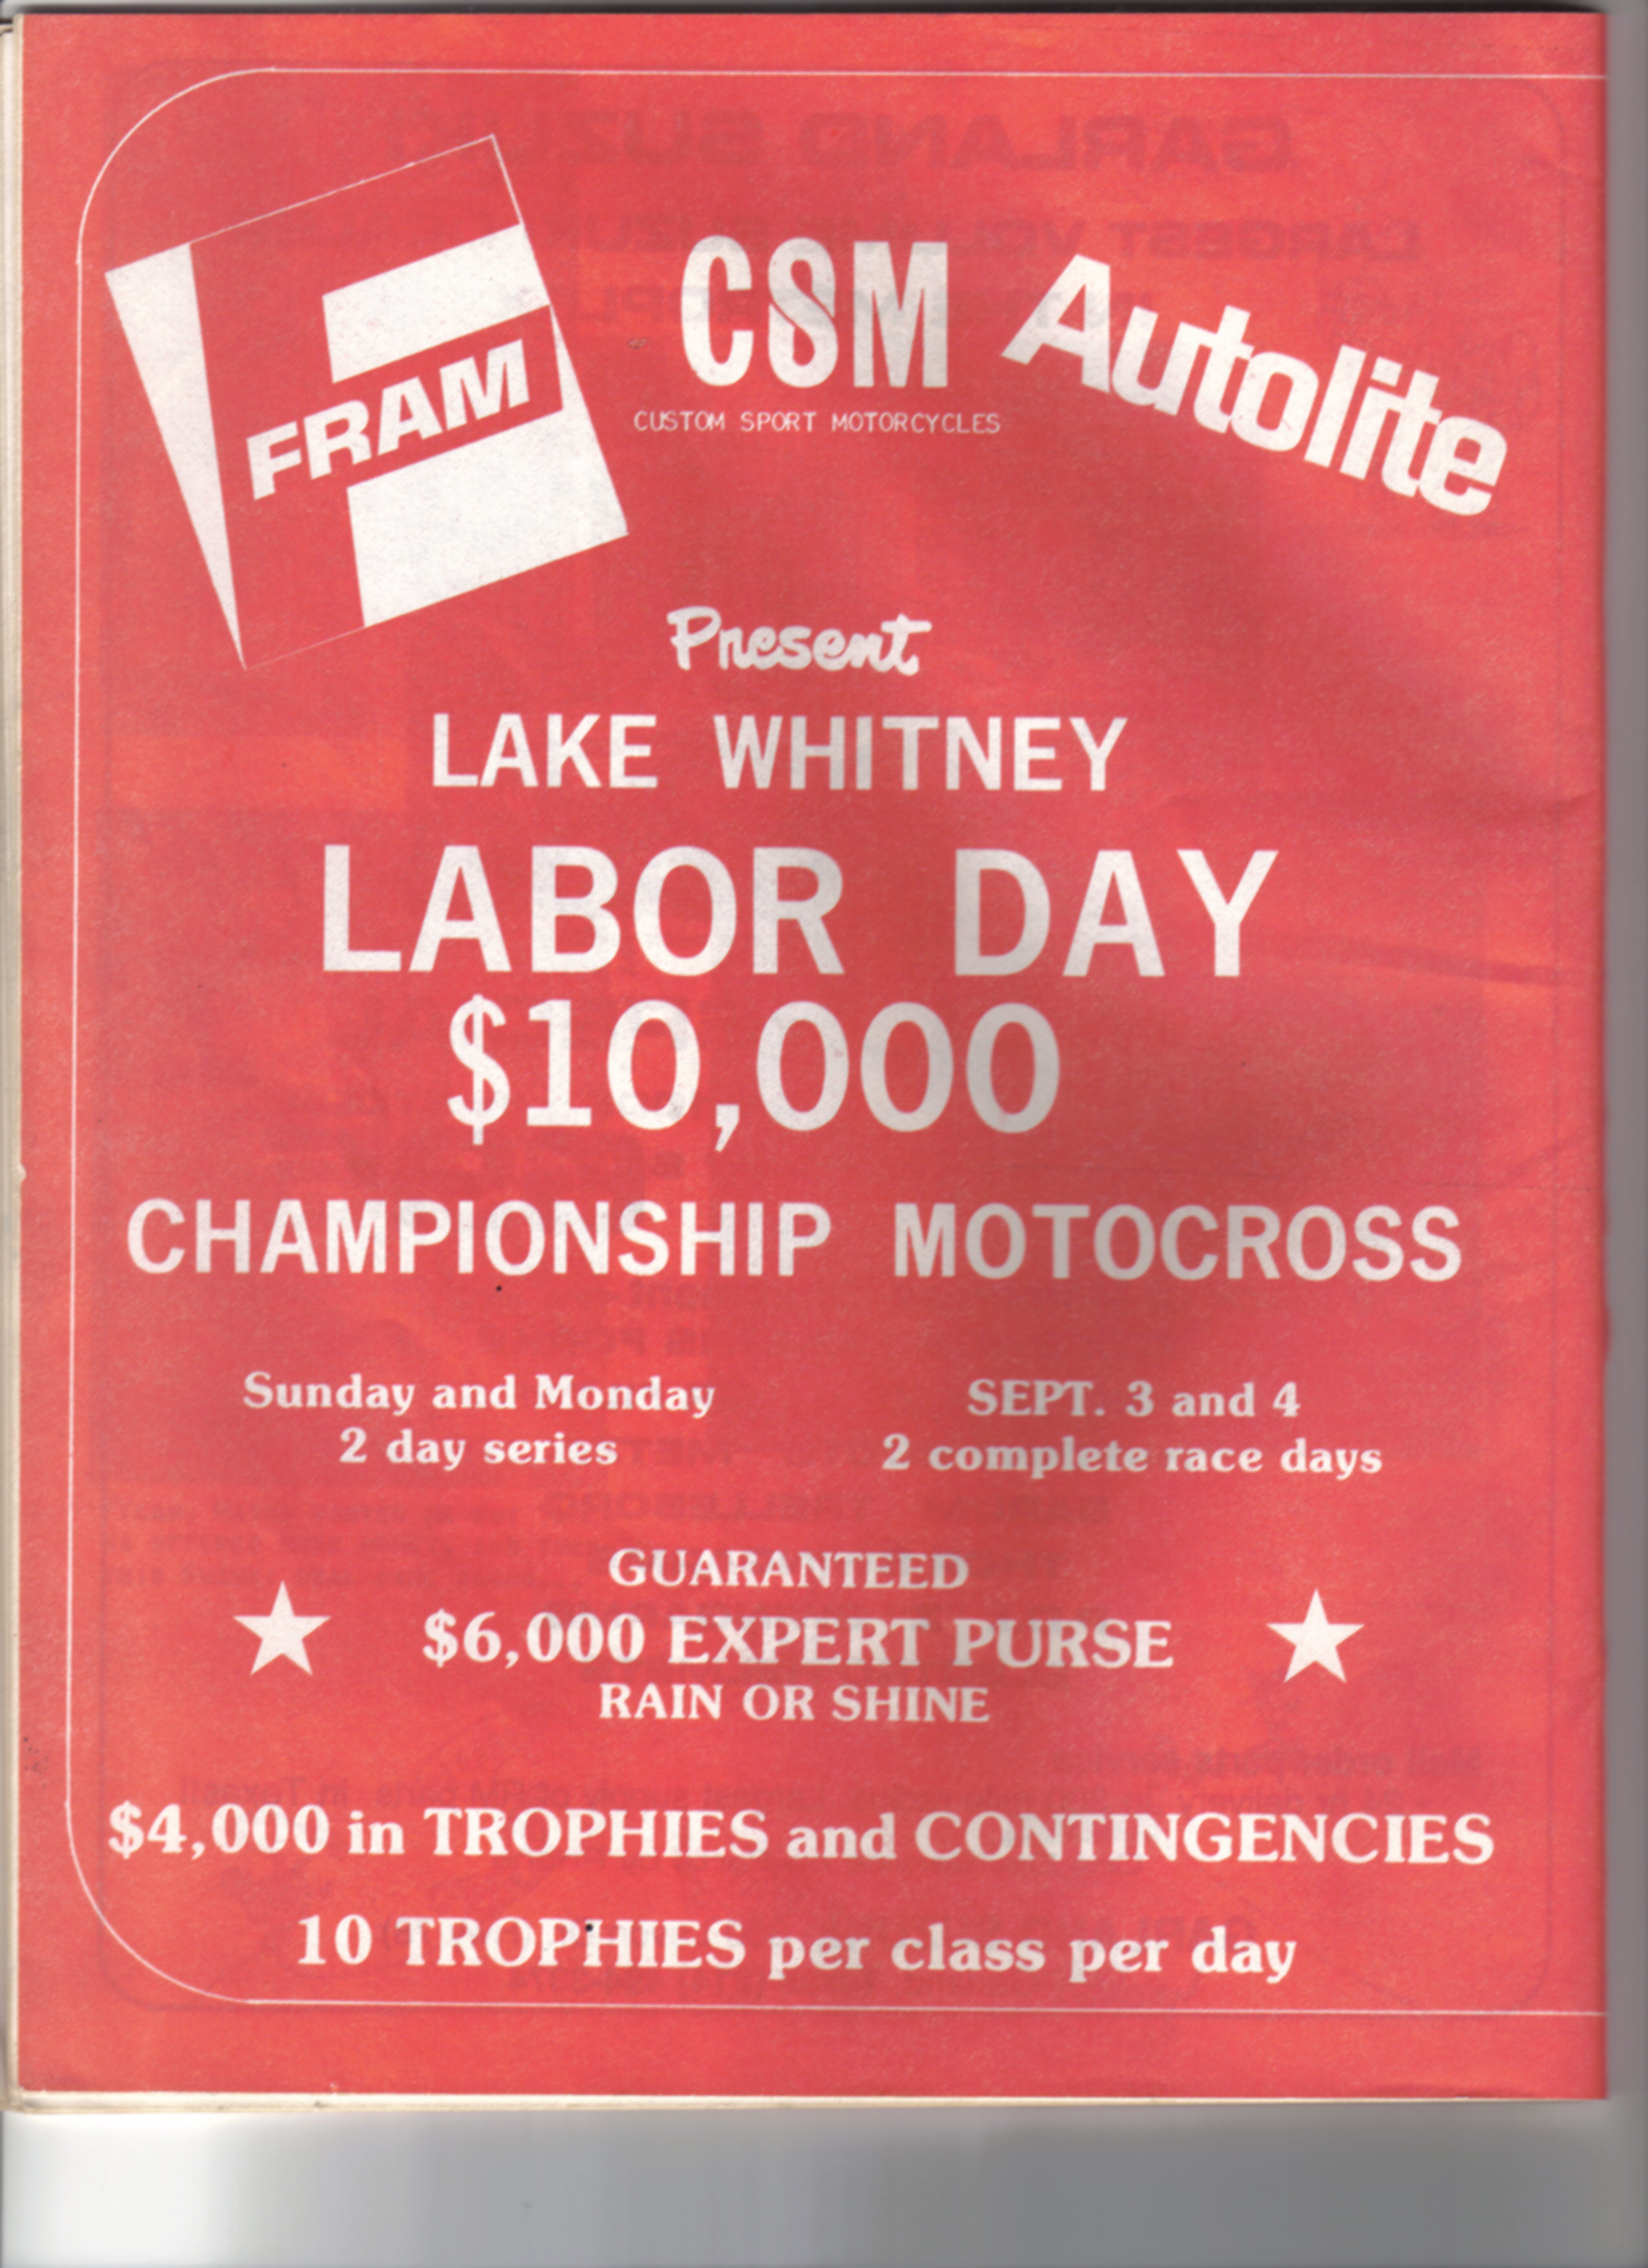 FRAM
CSM
CUSTOM SPORT MOTORCYCLES
Autolite
Present
LAKE WHITNEY
LABOR DAY
$10,000
CHAMPIONSHIP MOTOCROSS
Sunday and Monday
2 day series
SEPT. 3 and 4
2 complete race days
GUARANTEED
$6,000 EXPERT PURSE
RAIN OR SHINE
$4,000 in TROPHIES and CONTINGENCIES
10 TROPHIES per class per day